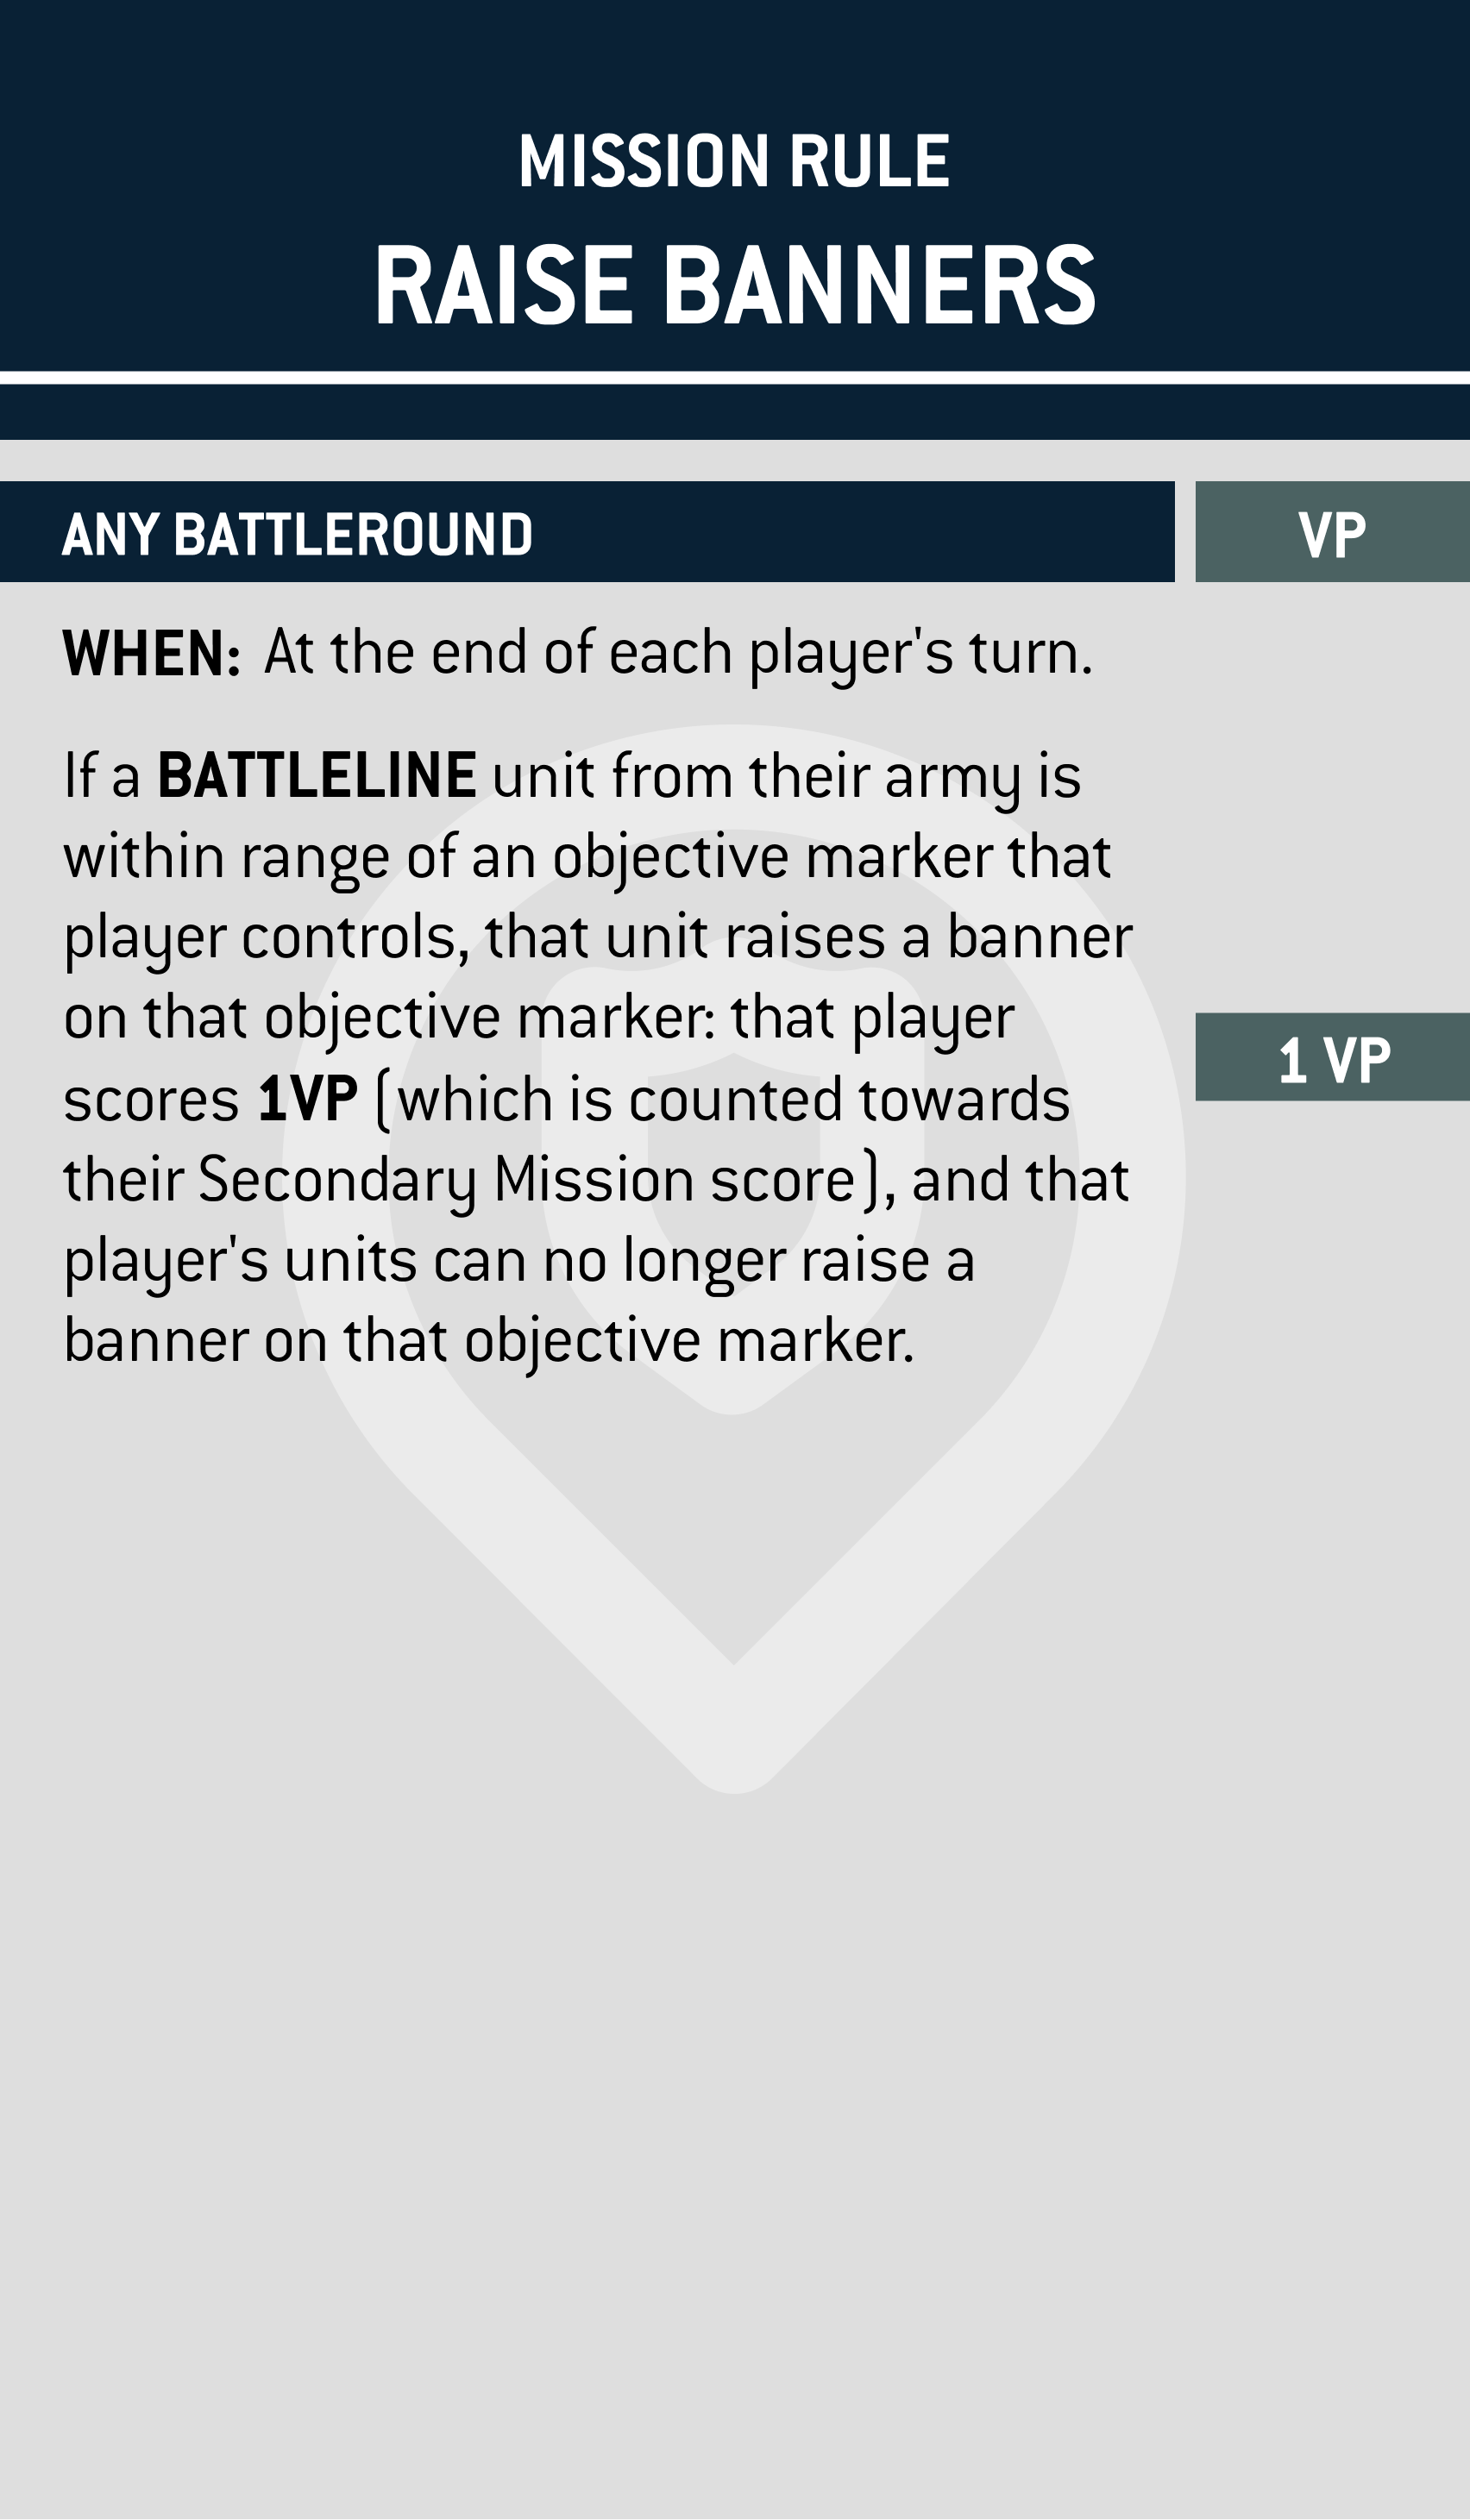 MISSION RULE
RAISE BANNERS
ANY BATTLEROUND
VP
WHEN: At the end of each player's turn.
If a BATTLELINE unit from their army is
within range of an objective marker that
player controls, that unit raises a banner
on that objective marker: that player
scores 1VP (which is counted towards
their Secondary Mission score), and that
player's units can no longer raise a
banner on that objective marker.
1 VP